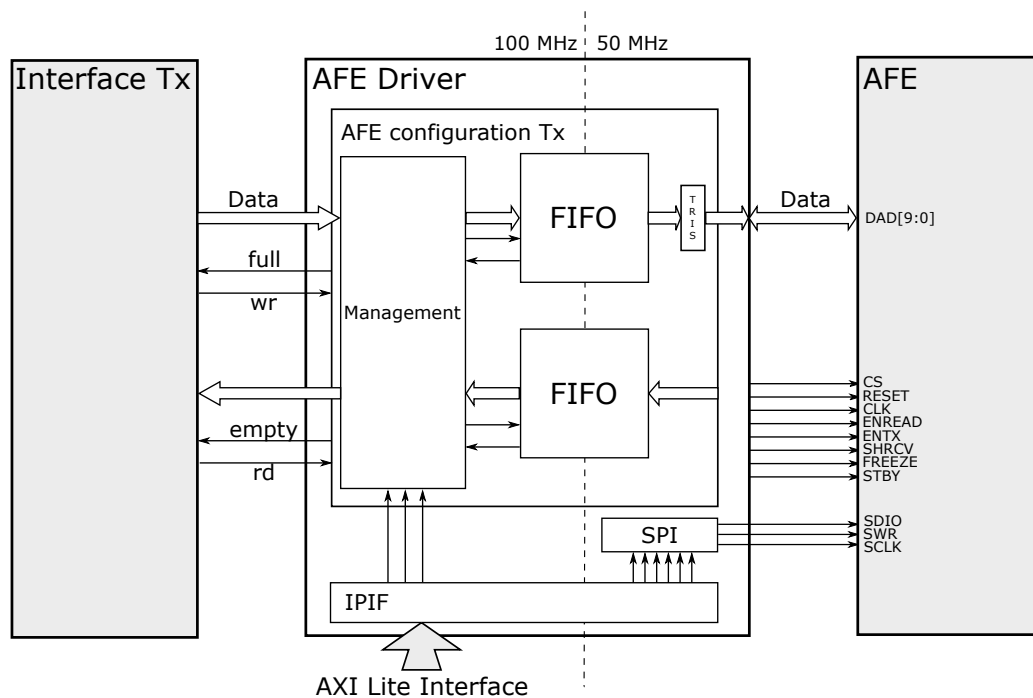 100 MHz 50 MHz
Interface Tx
AFE Driver
AFE
AFE configuration Tx
Data
FIFO
TRIS
Data
DAD[9:0]
full
wr
Management
FIFO
empty
rd
CS
RESET
CLK
ENREAD
ENTX
SHRCV
FREEZE
STBY
SPI
SDIO
SWR
SCLK
IPIF
AXI Lite Interface